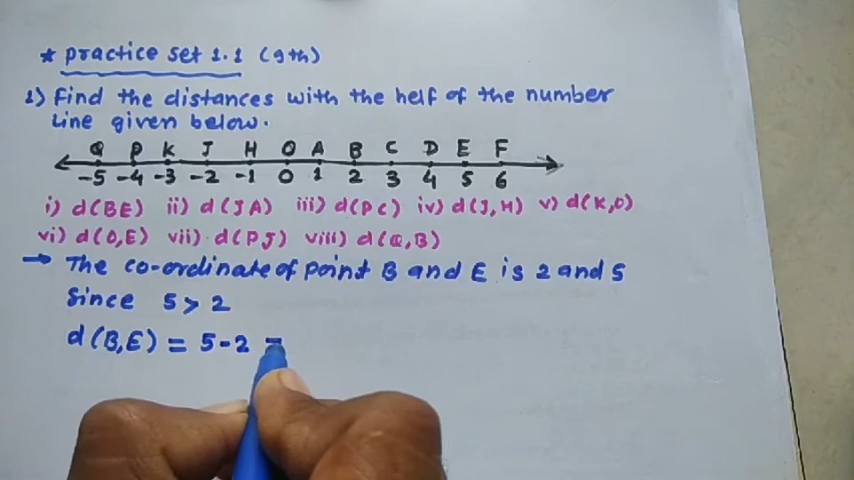 * practice set 1.1 (9th)
1) Find the distances with the helf of the number
line given below.
Q P K J H O A B C D E F
-5 -4 -3 -2 -1 0 1 2 3 4 5 6
i) d(BE) ii) d(JA) iii) d(PC) iv) d(J,H) v) d(K,O)
vi) d(O,E) vii) d(PJ) viii) d(Q,B)
→ The co-ordinate of point B and E is 2 and 5
Since 5 > 2
d(B,E) = 5-2 =